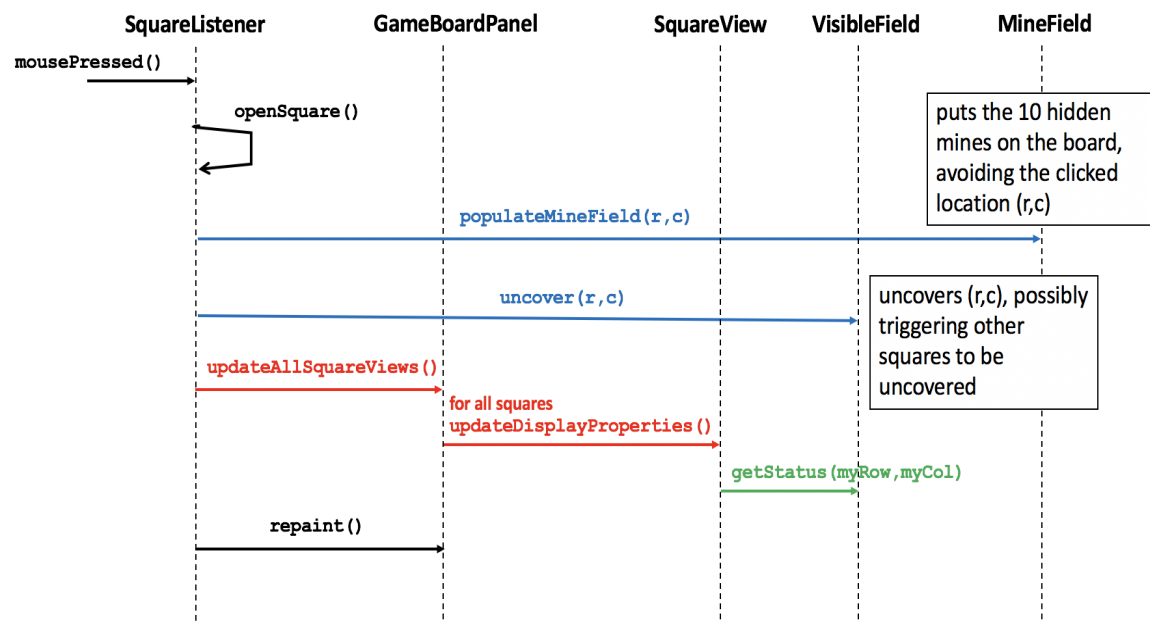 SquareListener GameBoardPanel SquareView VisibleField MineField
mousePressed()
openSquare()
puts the 10 hidden
mines on the board,
avoiding the clicked
location (r,c)
populateMineField(r,c)
uncover(r,c)
uncovers (r,c), possibly
triggering other
squares to be
uncovered
updateAllSquareViews()
for all squares
updateDisplayProperties()
getStatus(myRow,myCol)
repaint()